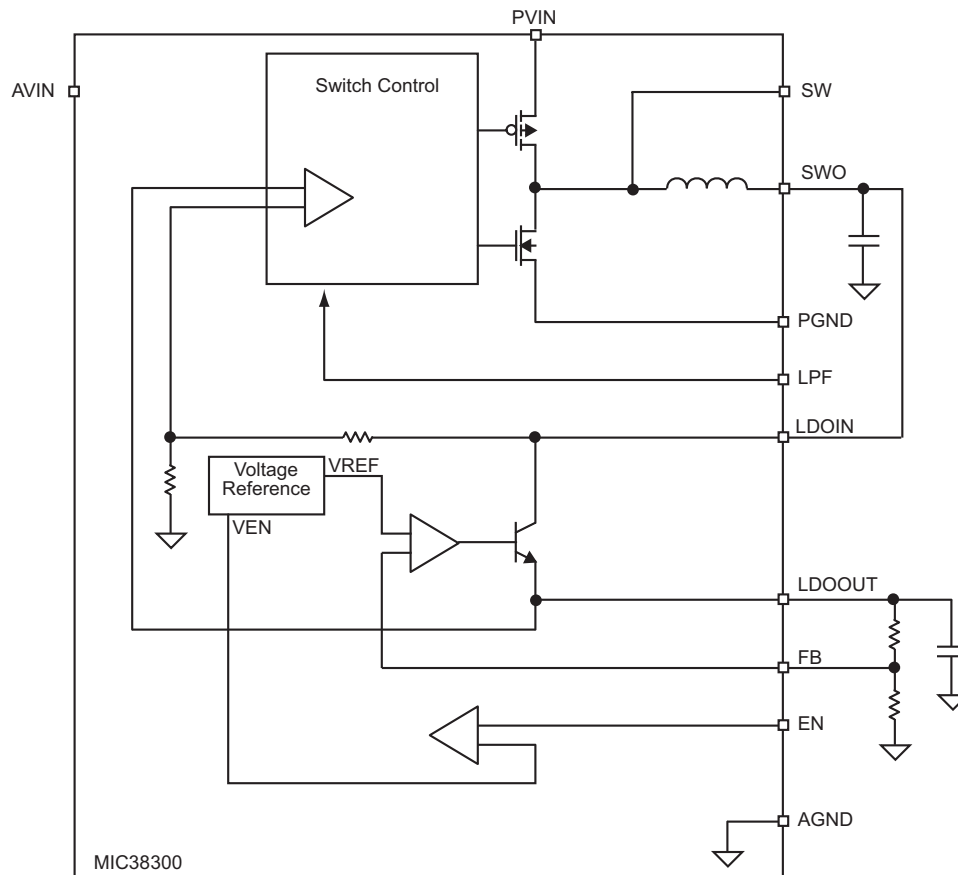 PVIN
AVIN
Switch Control
SW
SWO
PGND
LPF
LDOIN
Voltage
Reference
VREF
VEN
LDOOUT
FB
EN
AGND
MIC38300